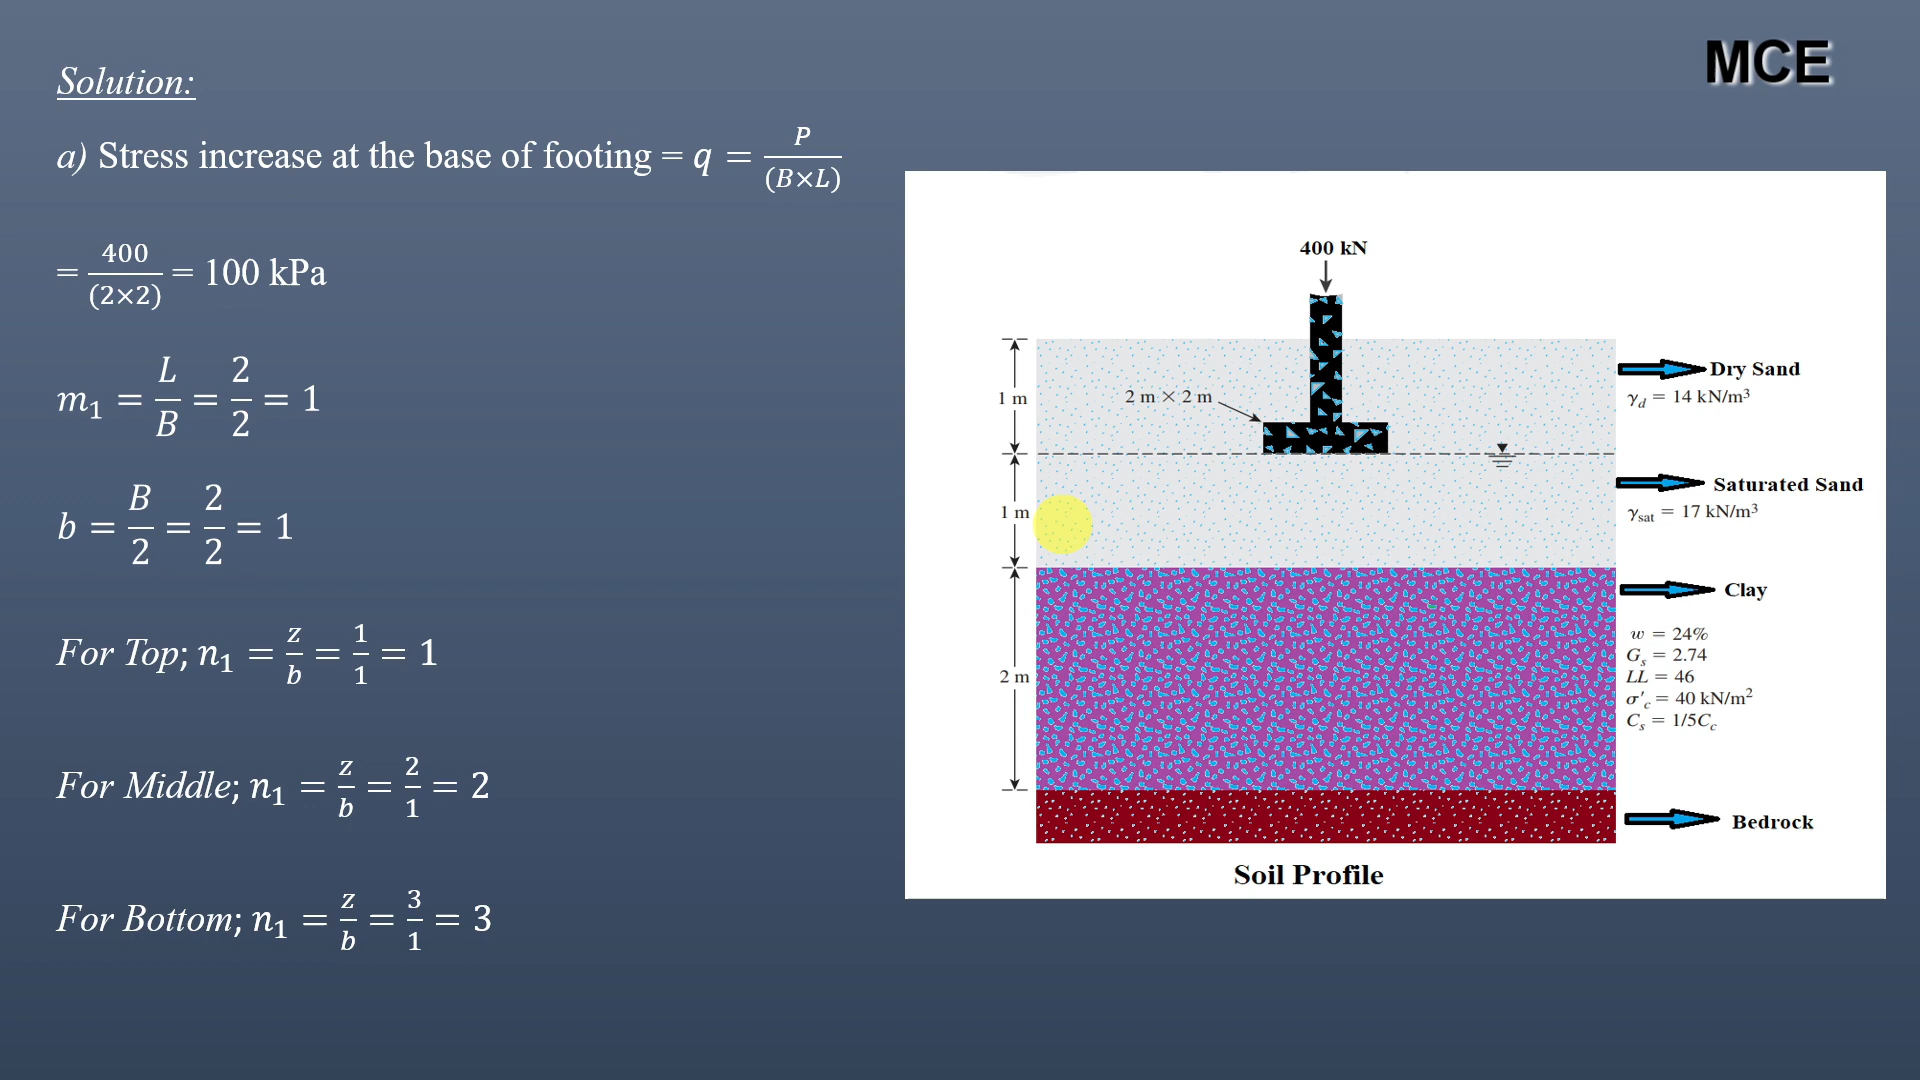 MCE
Solution:
a) Stress increase at the base of footing = q = P/(B×L)
= 400/(2×2) = 100 kPa
m₁ = L/B = 2/2 = 1
b = B/2 = 2/2 = 1
For Top; n₁ = z/b = 1/1 = 1
For Middle; n₁ = z/b = 2/1 = 2
For Bottom; n₁ = z/b = 3/1 = 3
400 kN
1 m
2 m × 2 m
Dry Sand
γd = 14 kN/m³
1 m
Saturated Sand
γsat = 17 kN/m³
2 m
Clay
w = 24%
Gs = 2.74
LL = 46
σ′c = 40 kN/m²
Cs = 1/5Cc
Bedrock
Soil Profile